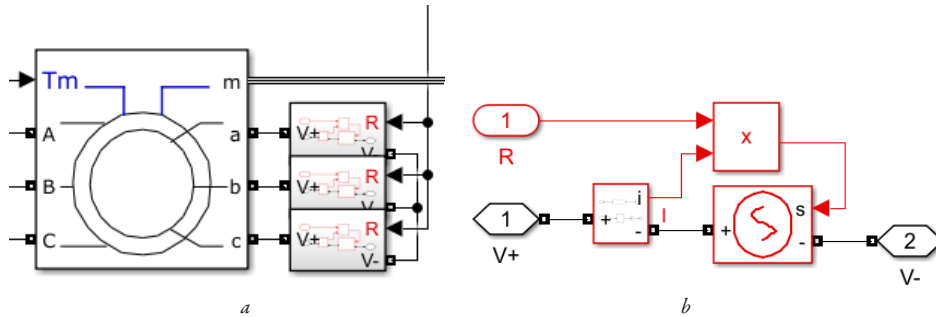 Tm
m
A
a
B
b
C
c
V+
R
V-
V+
R
V-
V+
R
V-
a
1
R
x
i
+
-
I
1
V+
+
s
-
2
V-
b